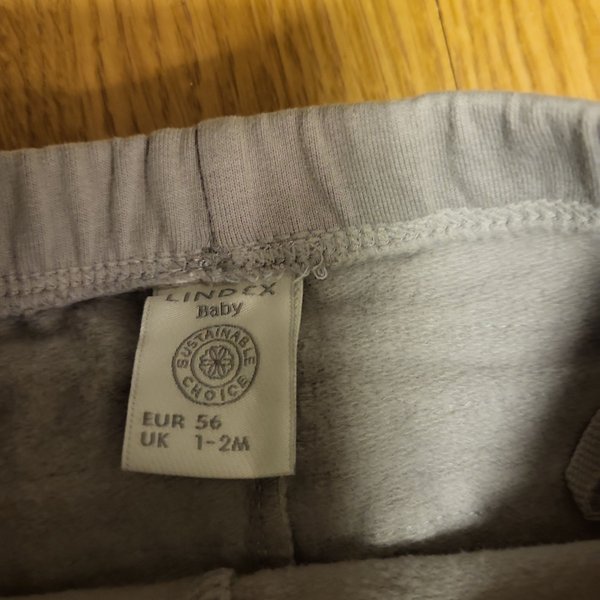 LINDEX
Baby
SUSTAINABLE
CHOICE
EUR 56
UK 1-2M